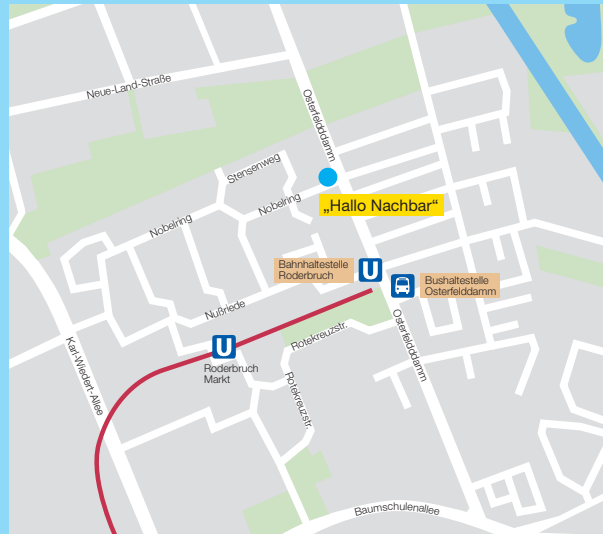 Neue-Land-Straße
Osterfelddamm
Stensenweg
Nobelring
„Hallo Nachbar“
Nobelring
Bahnhaltestelle
Roderbruch
U
Bushaltestelle
Osterfelddamm
Nußriede
Osterfelddamm
Rotekreuzstr.
U
Roderbruch
Markt
Karl-Wiedert-Allee
Rotekreuzstr.
Baumschulenallee